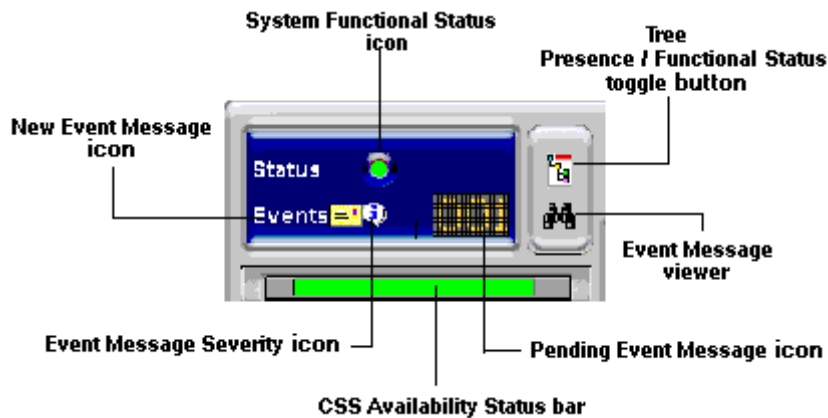 System Functional Status
icon
Tree
Presence / Functional Status
toggle button
New Event Message
icon
Status
Events
001
Event Message
viewer
Event Message Severity icon
Pending Event Message icon
CSS Availability Status bar